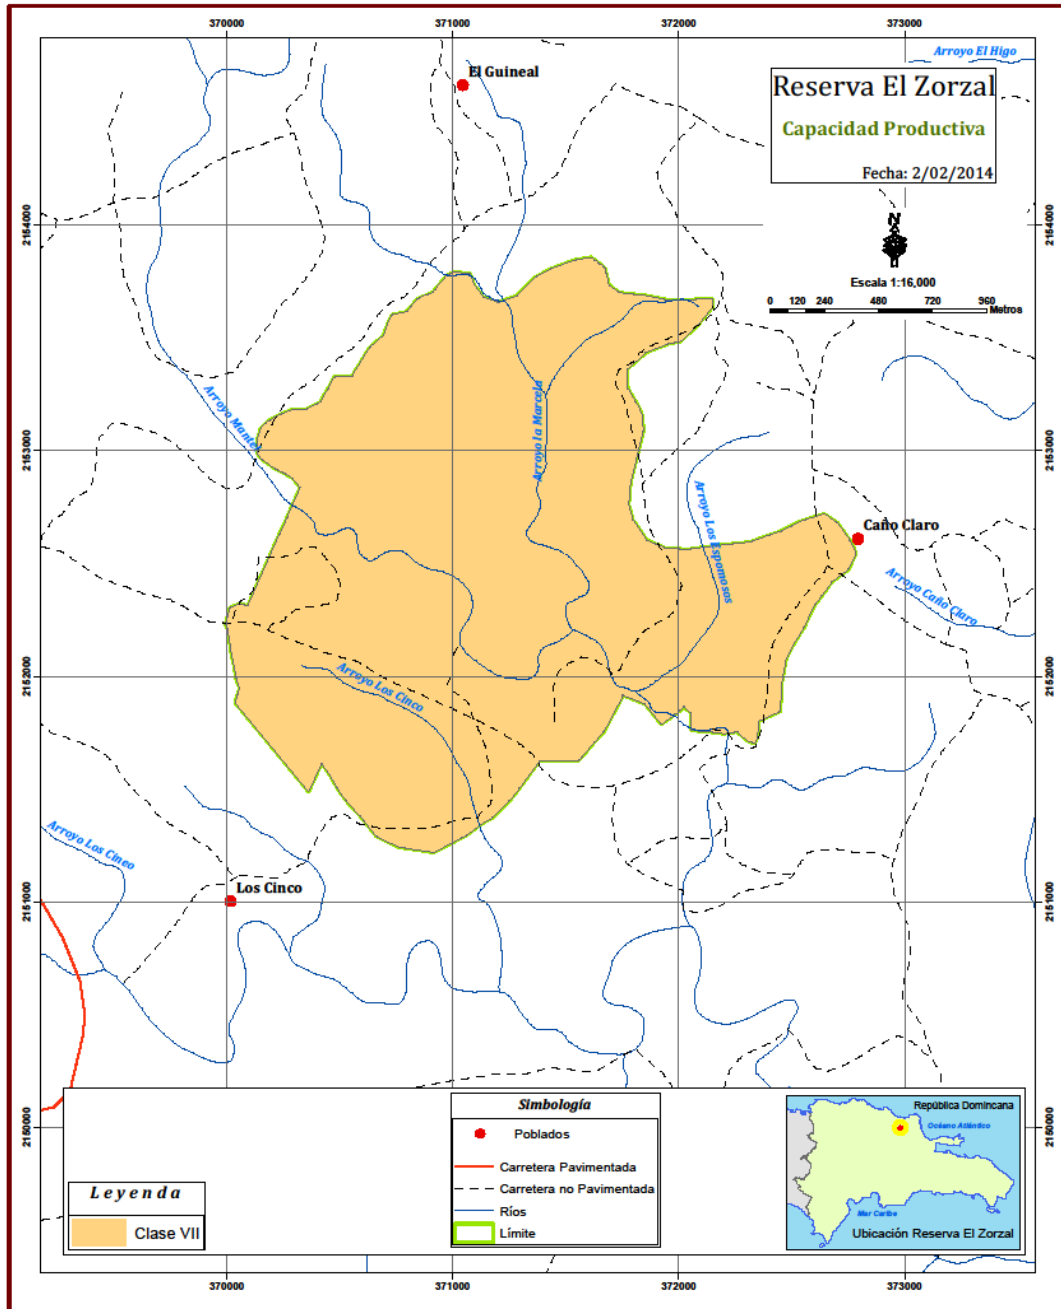 370000
371000
372000
373000
Arroyo El Higo
El Guineal
Reserva El Zorzal
Capacidad Productiva
Fecha: 2/02/2014
2154000
2154000
N
Escala 1:16,000
0 120 240 480 720 960
Metros
Arroyo Mantel
Arroyo la Marcela
2153000
2153000
Arroyo Los Espomosos
Caño Claro
Arroyo Caño Claro
2152000
2152000
Arroyo Los Cinco
Arroyo Los Cinco
Los Cinco
2151000
2151000
2150000
2150000
Leyenda
Clase VII
Simbología
Poblados
Carretera Pavimentada
Carretera no Pavimentada
Ríos
Límite
República Domincana
Océano Atlántico
Mar Caribe
Ubicación Reserva El Zorzal
370000
371000
372000
373000